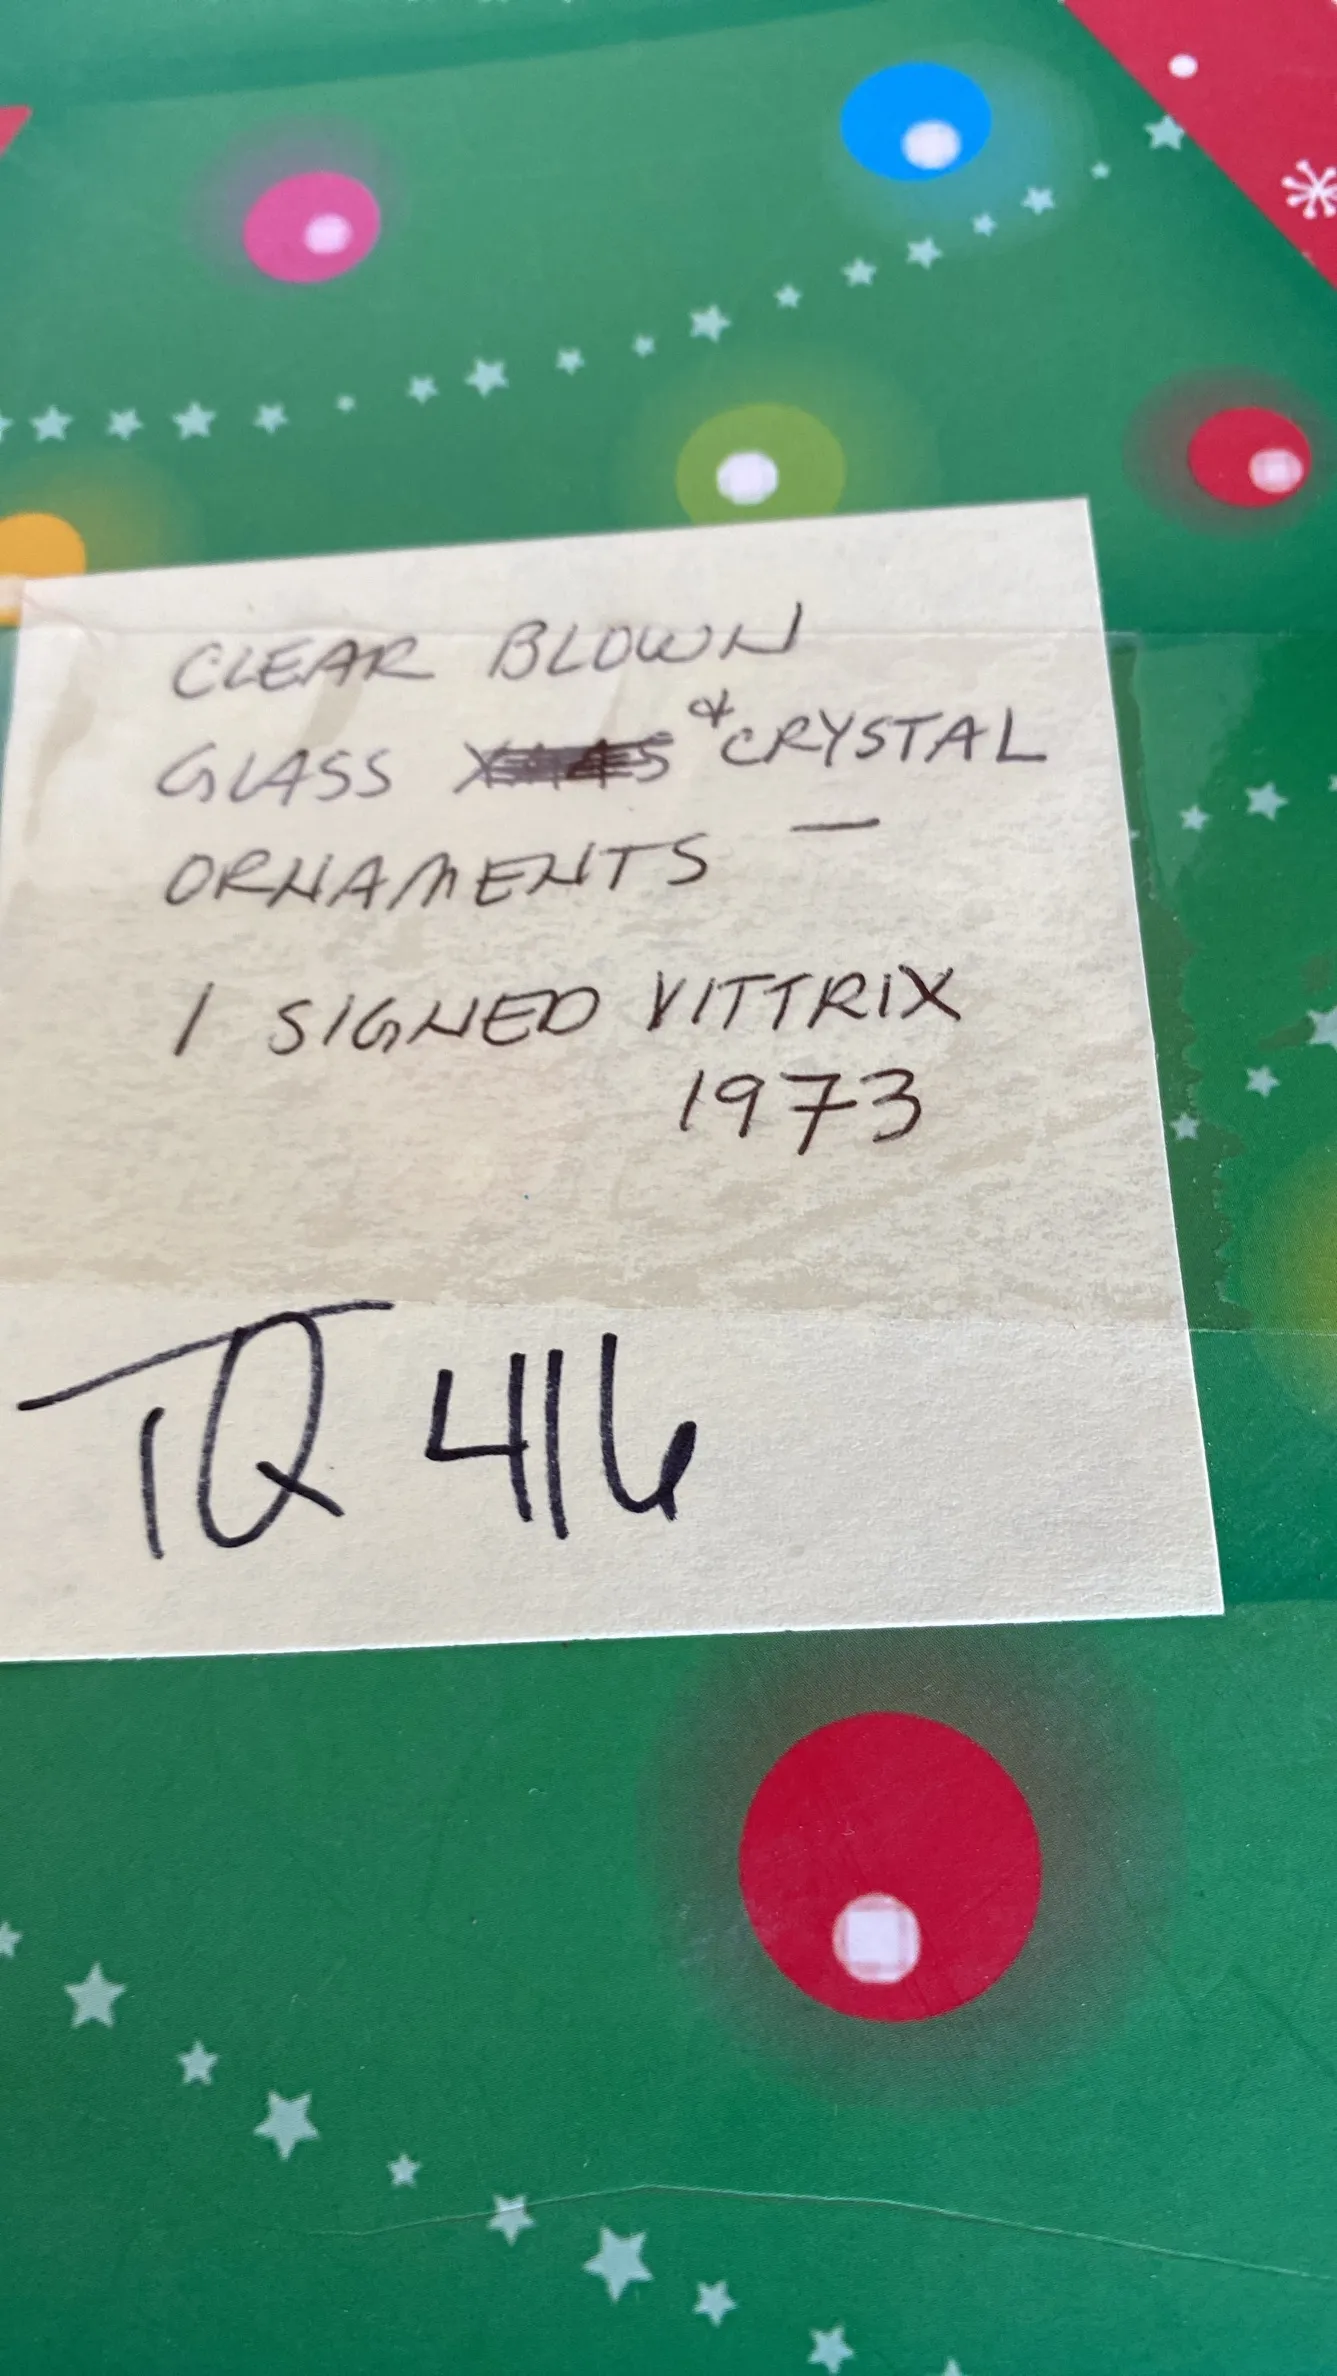 CLEAR BLOWN
GLASS & CRYSTAL
ORNAMENTS —
1 SIGNED VITTRIX
1973
TQ 416